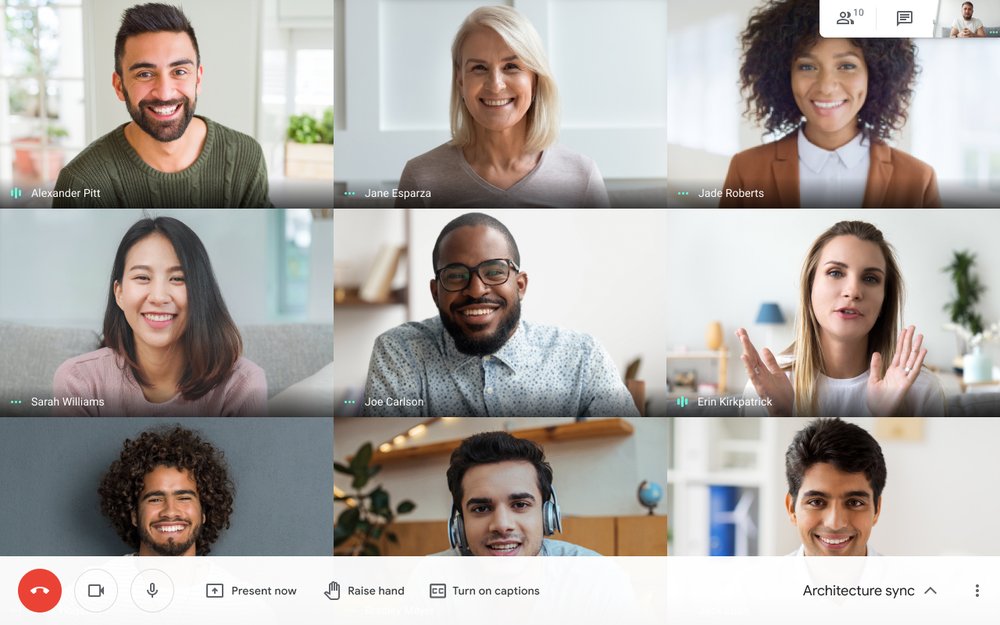 10
Alexander Pitt
Jane Esparza
Jade Roberts
Sarah Williams
Joe Carlson
Erin Kirkpatrick
Present now
Raise hand
CC
Turn on captions
Architecture sync